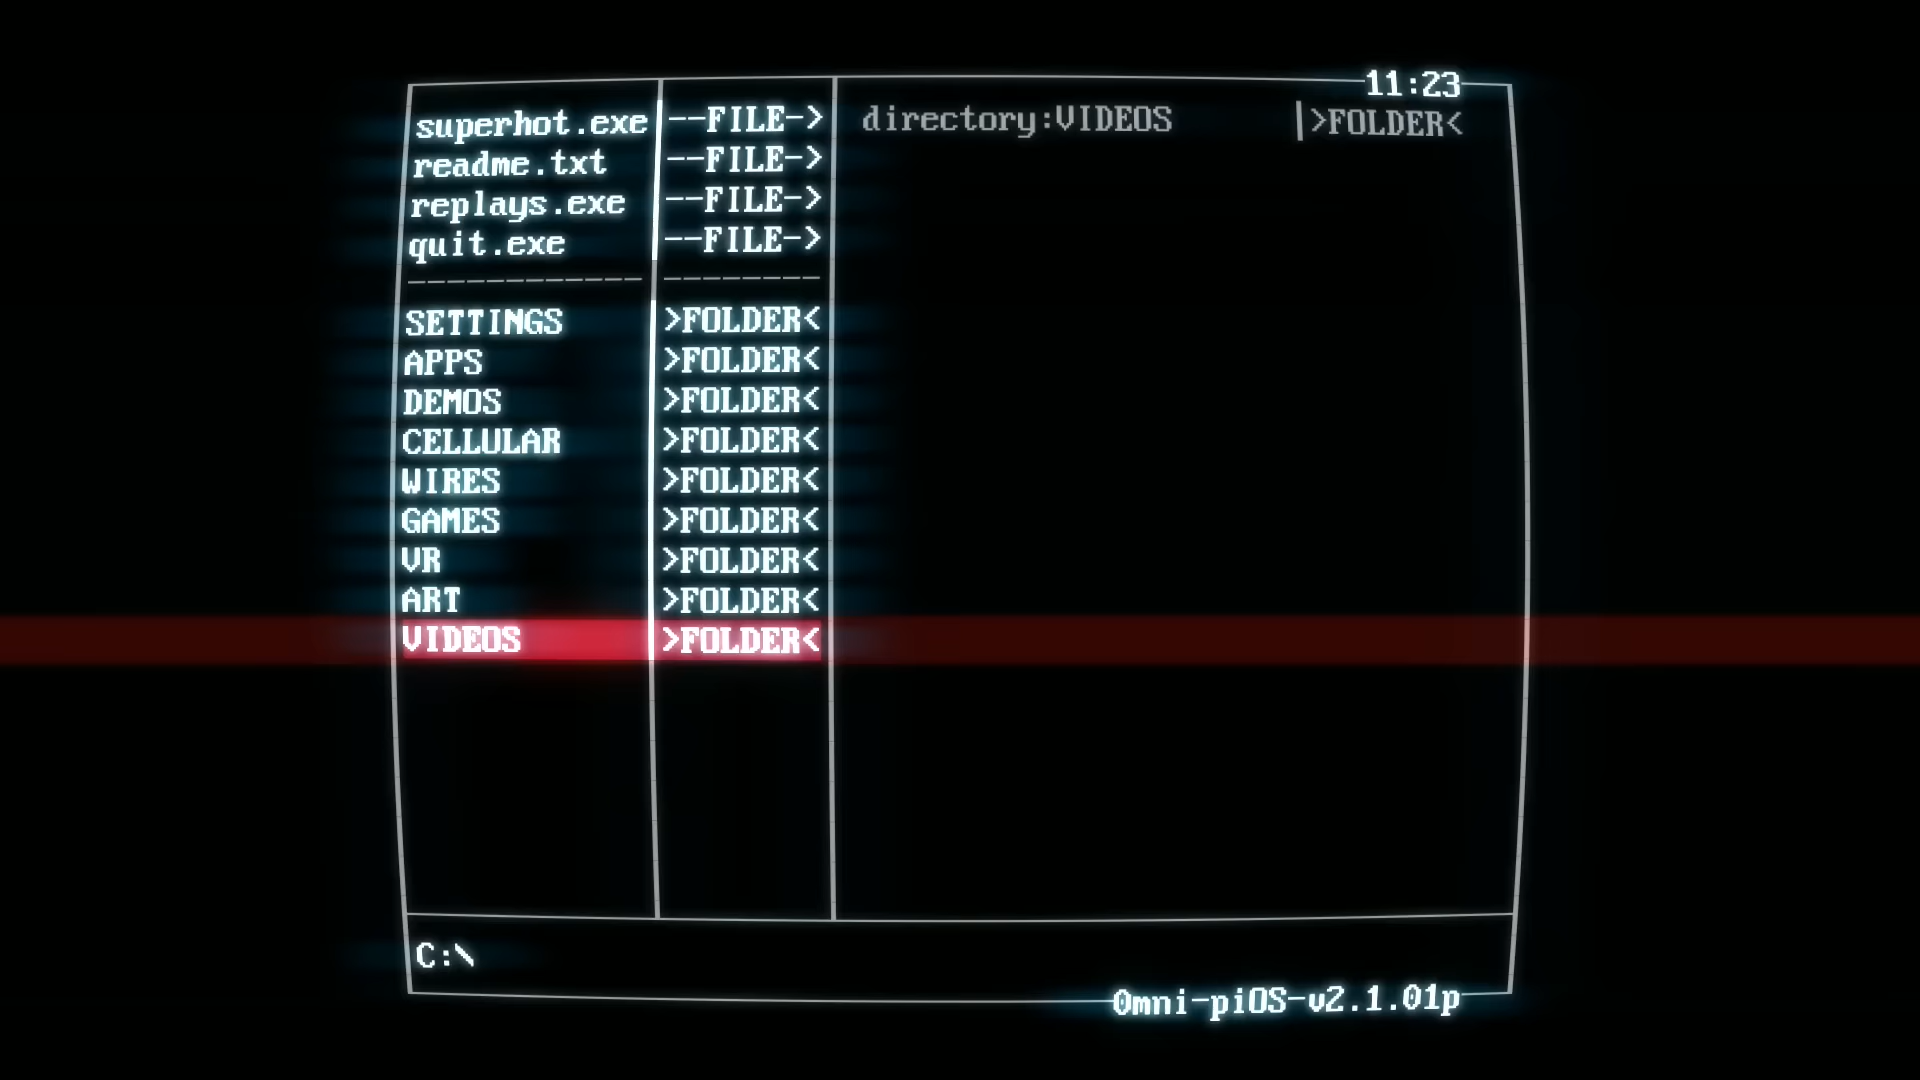 11:23
superhot.exe --FILE-> directory:VIDEOS |>FOLDER<
readme.txt --FILE->
replays.exe --FILE->
quit.exe --FILE->
------------ --------
SETTINGS >FOLDER<
APPS >FOLDER<
DEMOS >FOLDER<
CELLULAR >FOLDER<
WIRES >FOLDER<
GAMES >FOLDER<
VR >FOLDER<
ART >FOLDER<
VIDEOS >FOLDER<
C:\
0mni-piOS-v2.1.01p